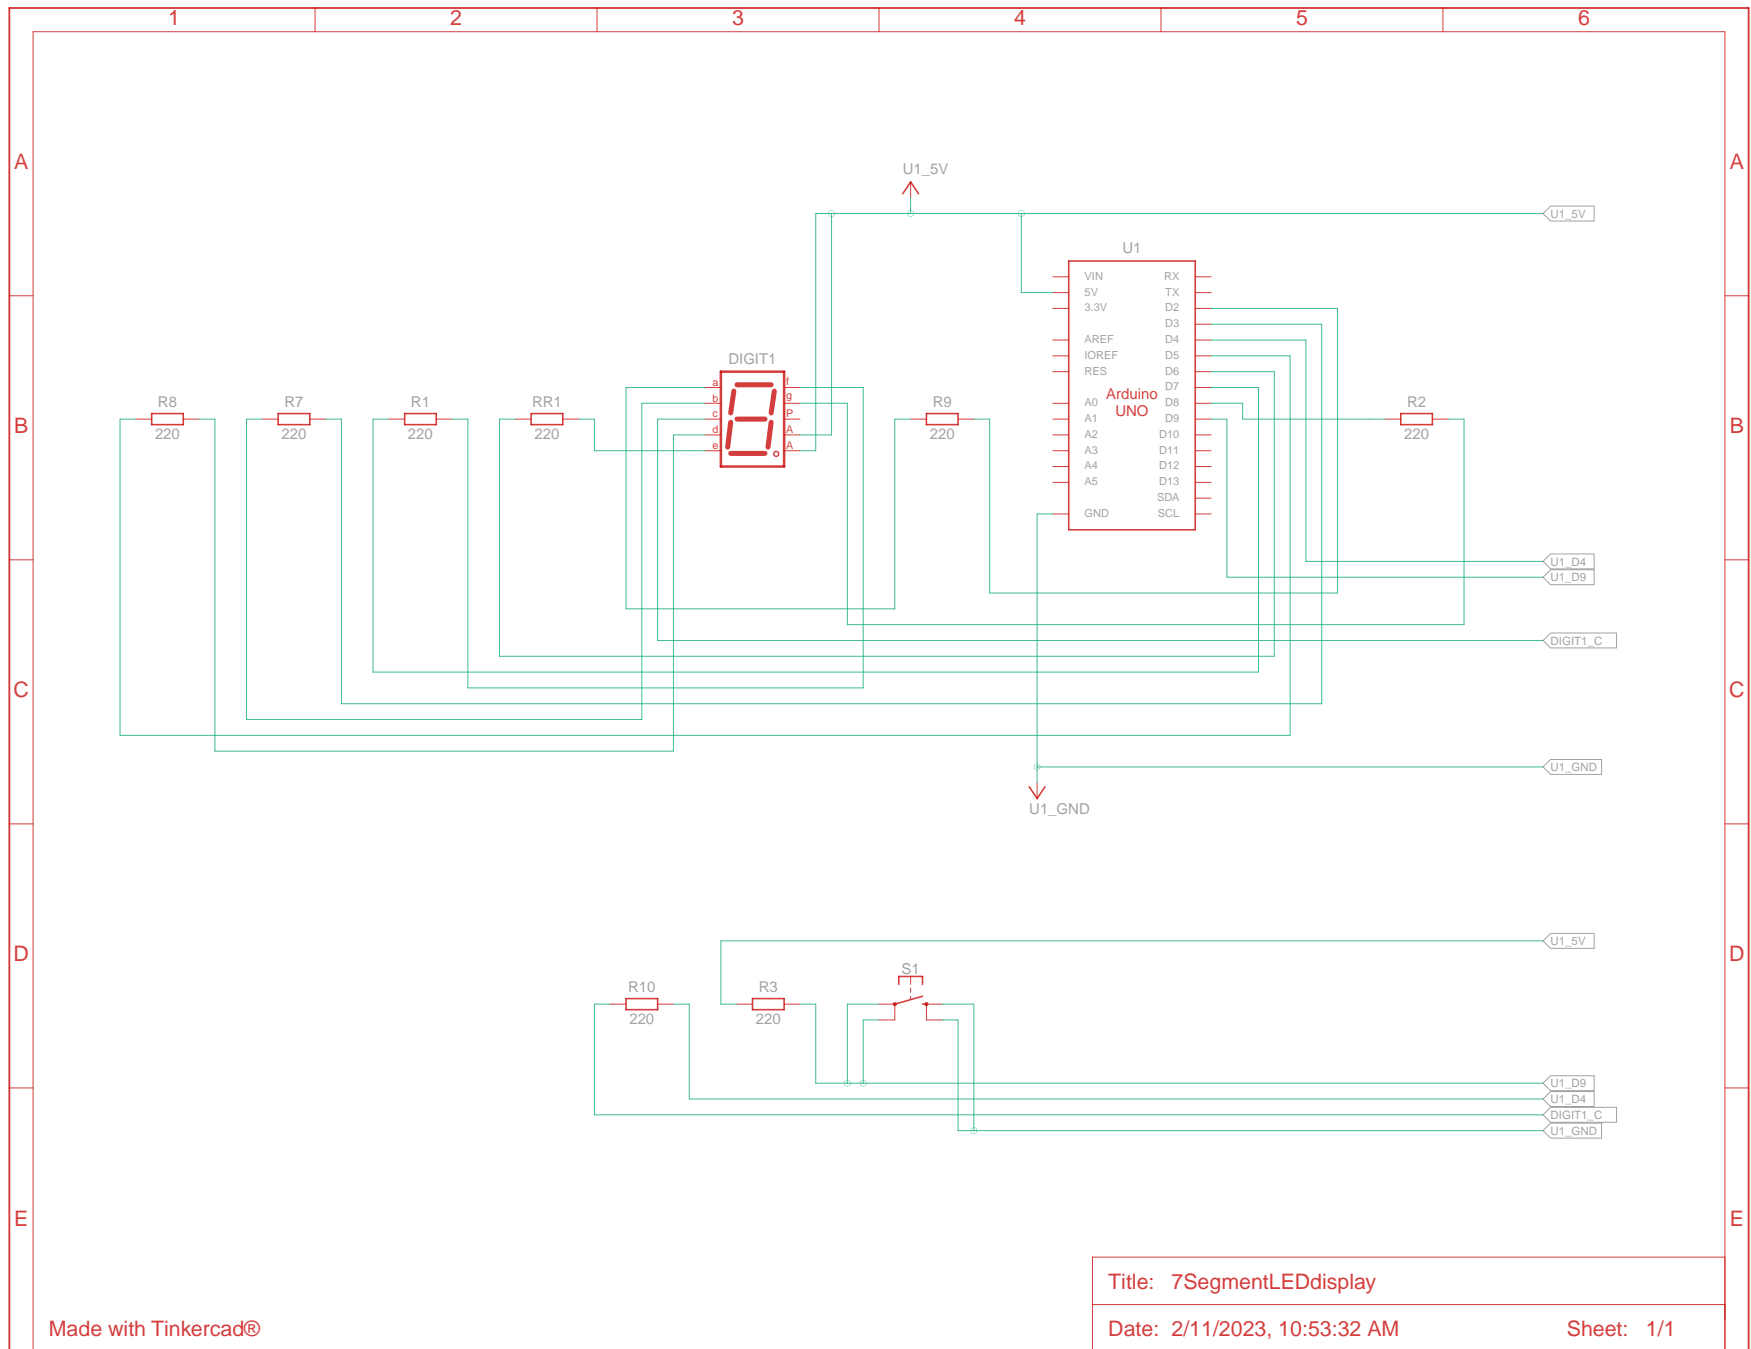 1 2 3 4 5 6
A A
U1_5V
U1_5V
U1
VIN RX
5V TX
3.3V D2
D3
AREF D4
IOREF D5
RES D6
D7
A0 D8
A1 D9
A2 D10
A3 D11
A4 D12
A5 D13
SDA
GND SCL
Arduino
UNO
DIGIT1
a f
b g
c P
d A
e A
B B
R8 R7 R1 RR1 R9 R2
220 220 220 220 220 220
U1_D4
U1_D9
DIGIT1_C
C C
U1_GND
U1_GND
D D
U1_5V
S1
R10 R3
220 220
U1_D9
U1_D4
DIGIT1_C
U1_GND
E E
Title: 7SegmentLEDdisplay
Made with Tinkercad®
Date: 2/11/2023, 10:53:32 AM Sheet: 1/1